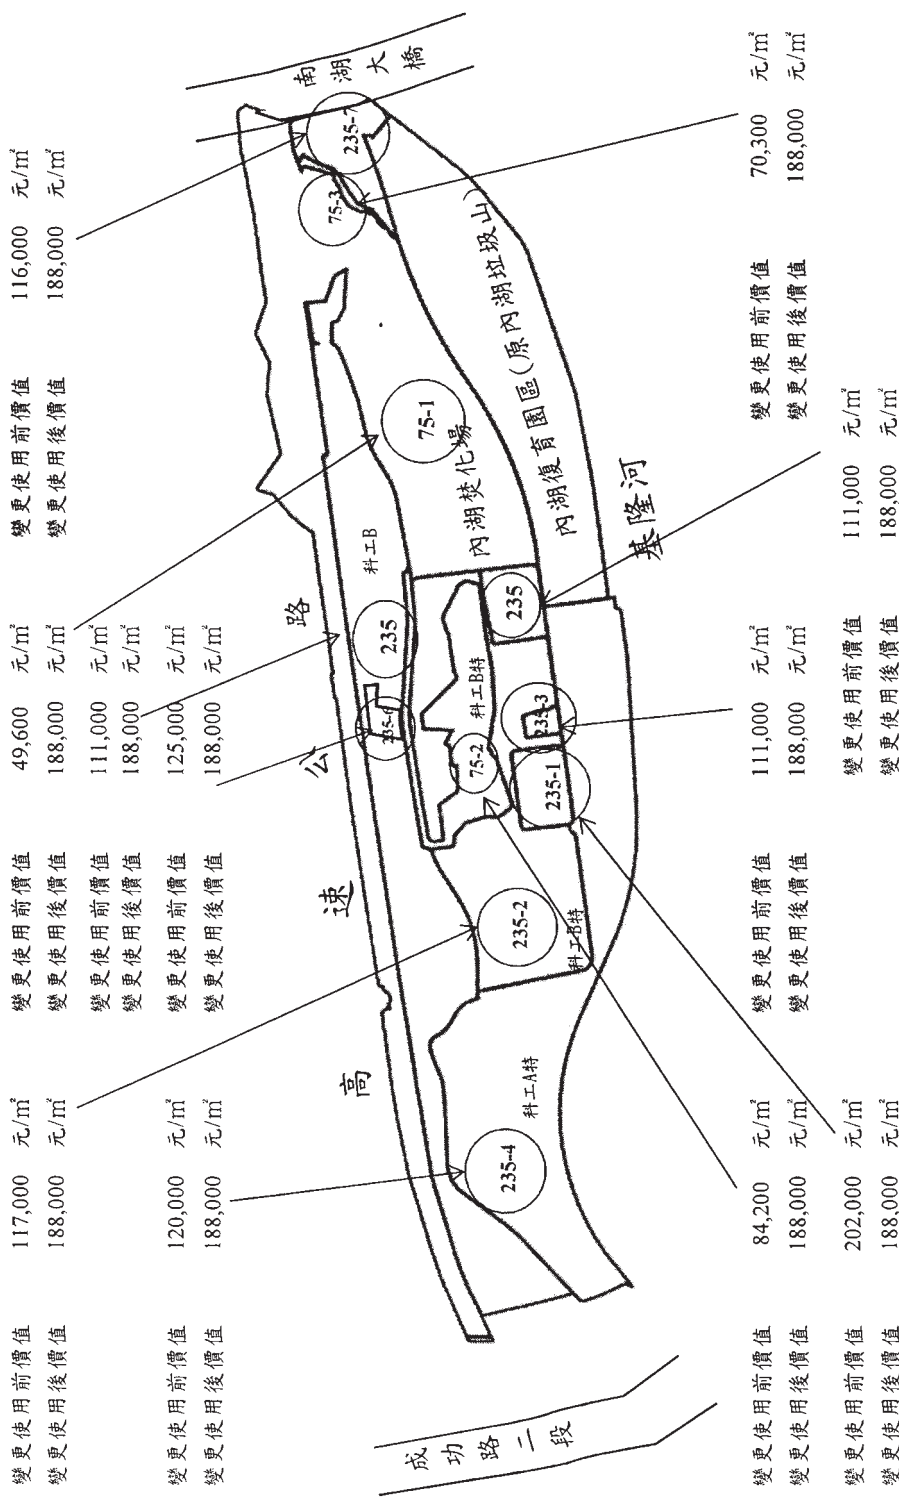 變更使用前價值 117,000 元/㎡
變更使用後價值 188,000 元/㎡
變更使用前價值 120,000 元/㎡
變更使用後價值 188,000 元/㎡
變更使用前價值 49,600 元/㎡
變更使用後價值 188,000 元/㎡
變更使用前價值 111,000 元/㎡
變更使用後價值 188,000 元/㎡
變更使用前價值 125,000 元/㎡
變更使用後價值 188,000 元/㎡
變更使用前價值 116,000 元/㎡
變更使用後價值 188,000 元/㎡
高速公路
成功路二段
南湖大橋
科工B
235
235-6
75-3
235-7
75-1
內湖焚化場
科工B特
75-2
235
235-3
235-1
235-2
科工B特
科工A特
235-4
內湖復育園區(原內湖垃圾山)
基隆河
變更使用前價值 84,200 元/㎡
變更使用後價值 188,000 元/㎡
變更使用前價值 202,000 元/㎡
變更使用後價值 188,000 元/㎡
變更使用前價值 111,000 元/㎡
變更使用後價值 188,000 元/㎡
變更使用前價值 111,000 元/㎡
變更使用後價值 188,000 元/㎡
變更使用前價值 70,300 元/㎡
變更使用後價值 188,000 元/㎡